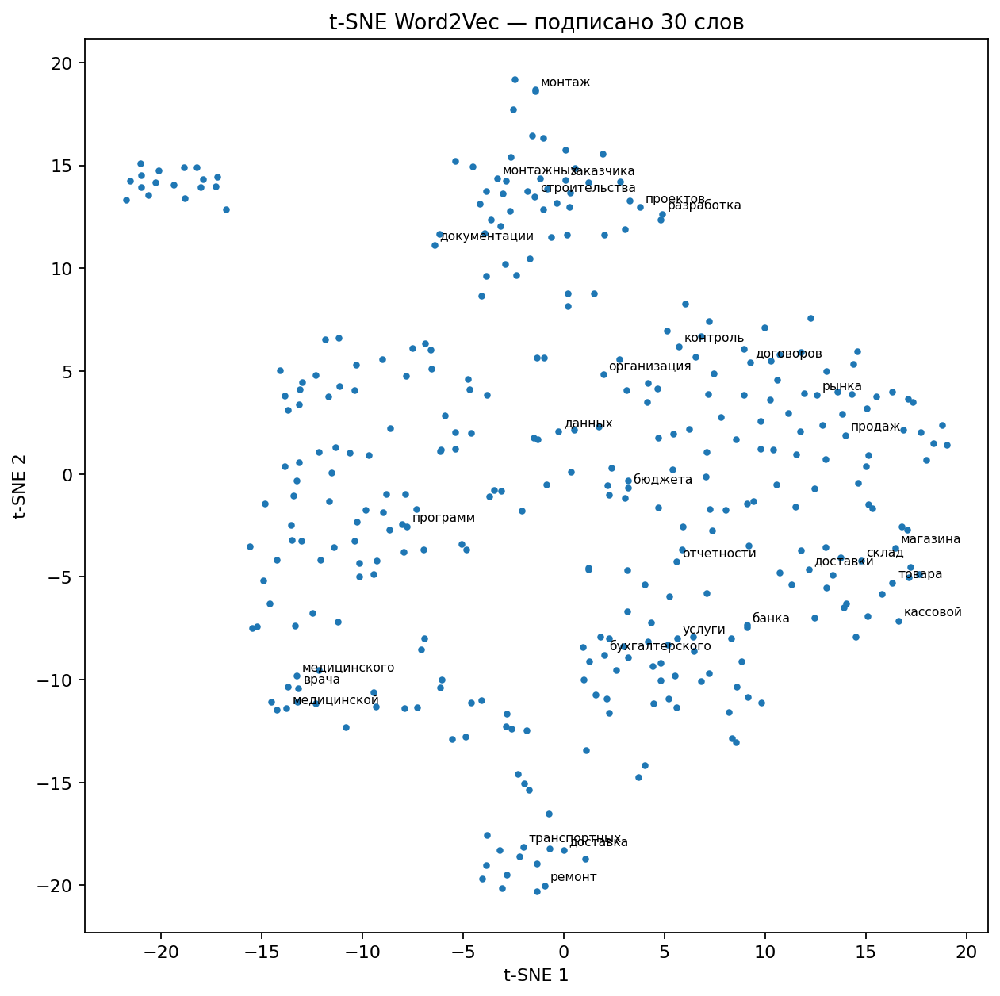 t-SNE Word2Vec — подписано 30 слов
t-SNE 2
20
15
10
5
0
−5
−10
−15
−20
монтаж
монтажных
заказчика
строительства
проектов
разработка
документации
контроль
договоров
организация
рынка
данных
продаж
бюджета
программ
магазина
отчетности
склад
доставки
товара
кассовой
банка
услуги
бухгалтерского
медицинского
врача
медицинской
транспортных
доставка
ремонт
−20
−15
−10
−5
0
5
10
15
20
t-SNE 1